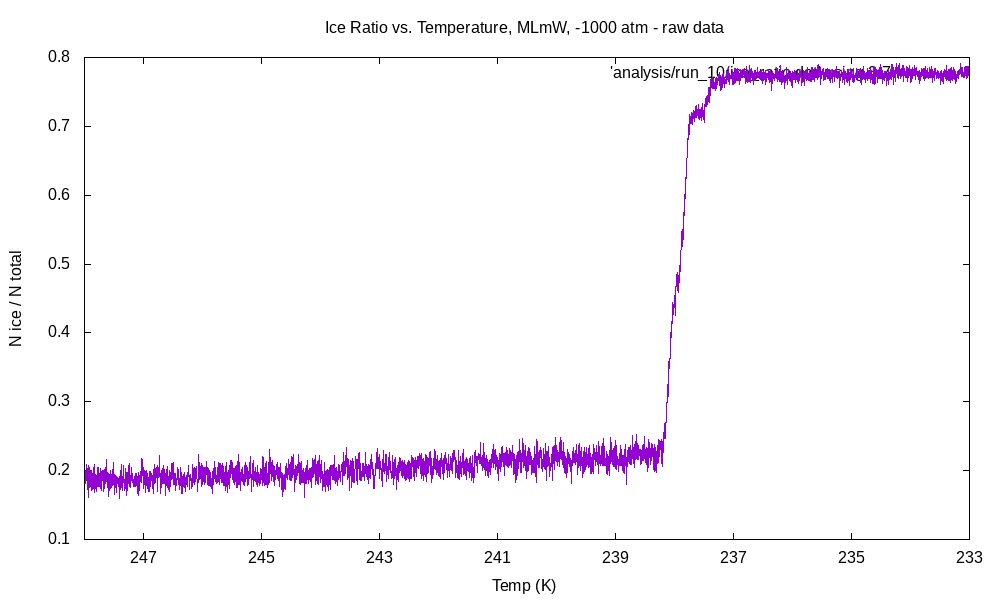 Ice Ratio vs. Temperature, MLmW, -1000 atm - raw data
0.8
'analysis/run_10
0.7
0.6
0.5
0.4
0.3
0.2
0.1
N ice / N total
247 245 243 241 239 237 235 233
Temp (K)